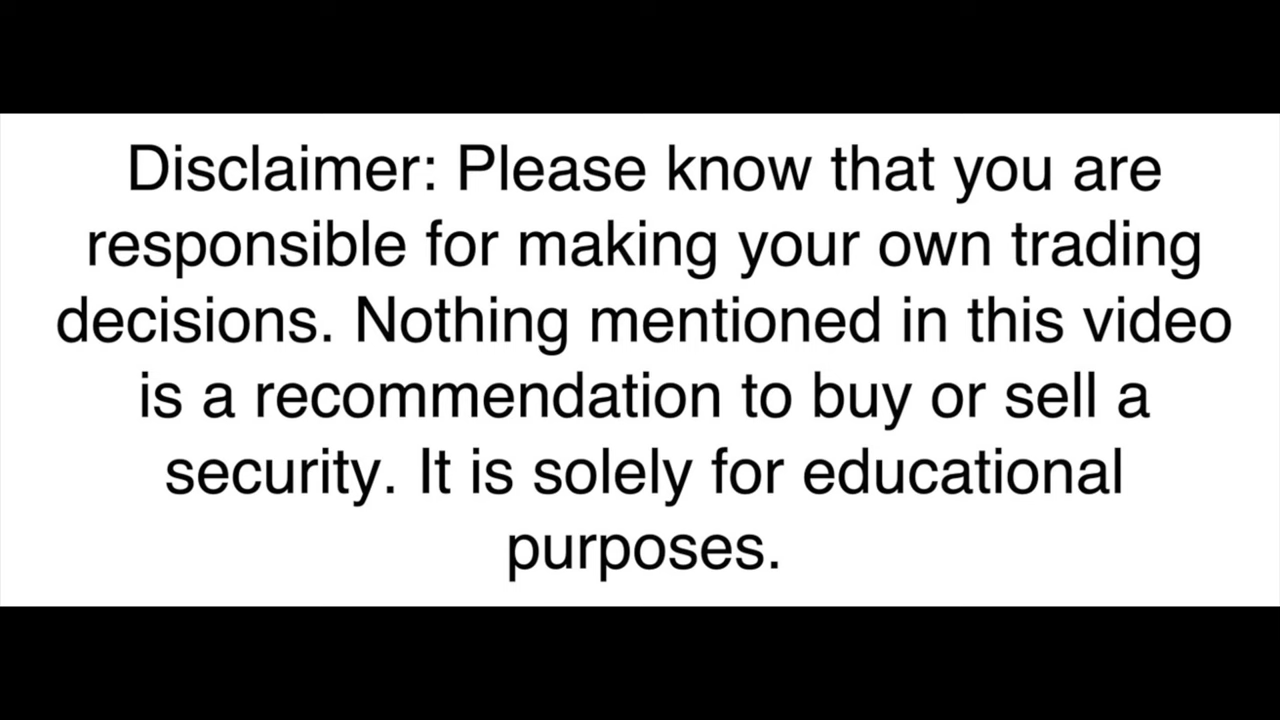 Disclaimer: Please know that you are
responsible for making your own trading
decisions. Nothing mentioned in this video
is a recommendation to buy or sell a
security. It is solely for educational
purposes.